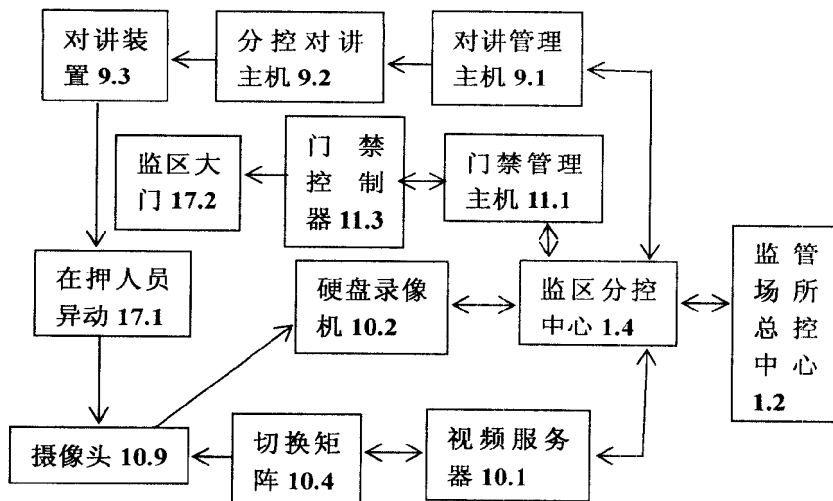 对讲装
置 9.3
分控对讲
主机 9.2
对讲管理
主机 9.1
监区大
门 17.2
门禁
控制
器 11.3
门禁管理
主机 11.1
在押人员
异动 17.1
硬盘录像
机 10.2
监区分控
中心 1.4
监管
场所
总控
中心
1.2
摄像头 10.9
切换矩
阵 10.4
视频服务
器 10.1